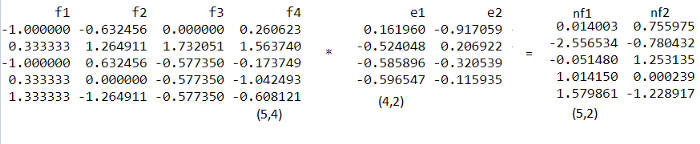 f1 f2 f3 f4 e1 e2 nf1 nf2
-1.000000 -0.632456 0.000000 0.260623 0.161960 -0.917059 0.014003 0.755975
0.333333 1.264911 1.732051 1.563740 -0.524048 0.206922 -2.556534 -0.780432
-1.000000 0.632456 -0.577350 -0.173749 * -0.585896 -0.320539 = -0.051480 1.253135
0.333333 0.000000 -0.577350 -1.042493 -0.596547 -0.115935 1.014150 0.000239
1.333333 -1.264911 -0.577350 -0.608121 (4,2) 1.579861 -1.228917
(5,4) (5,2)